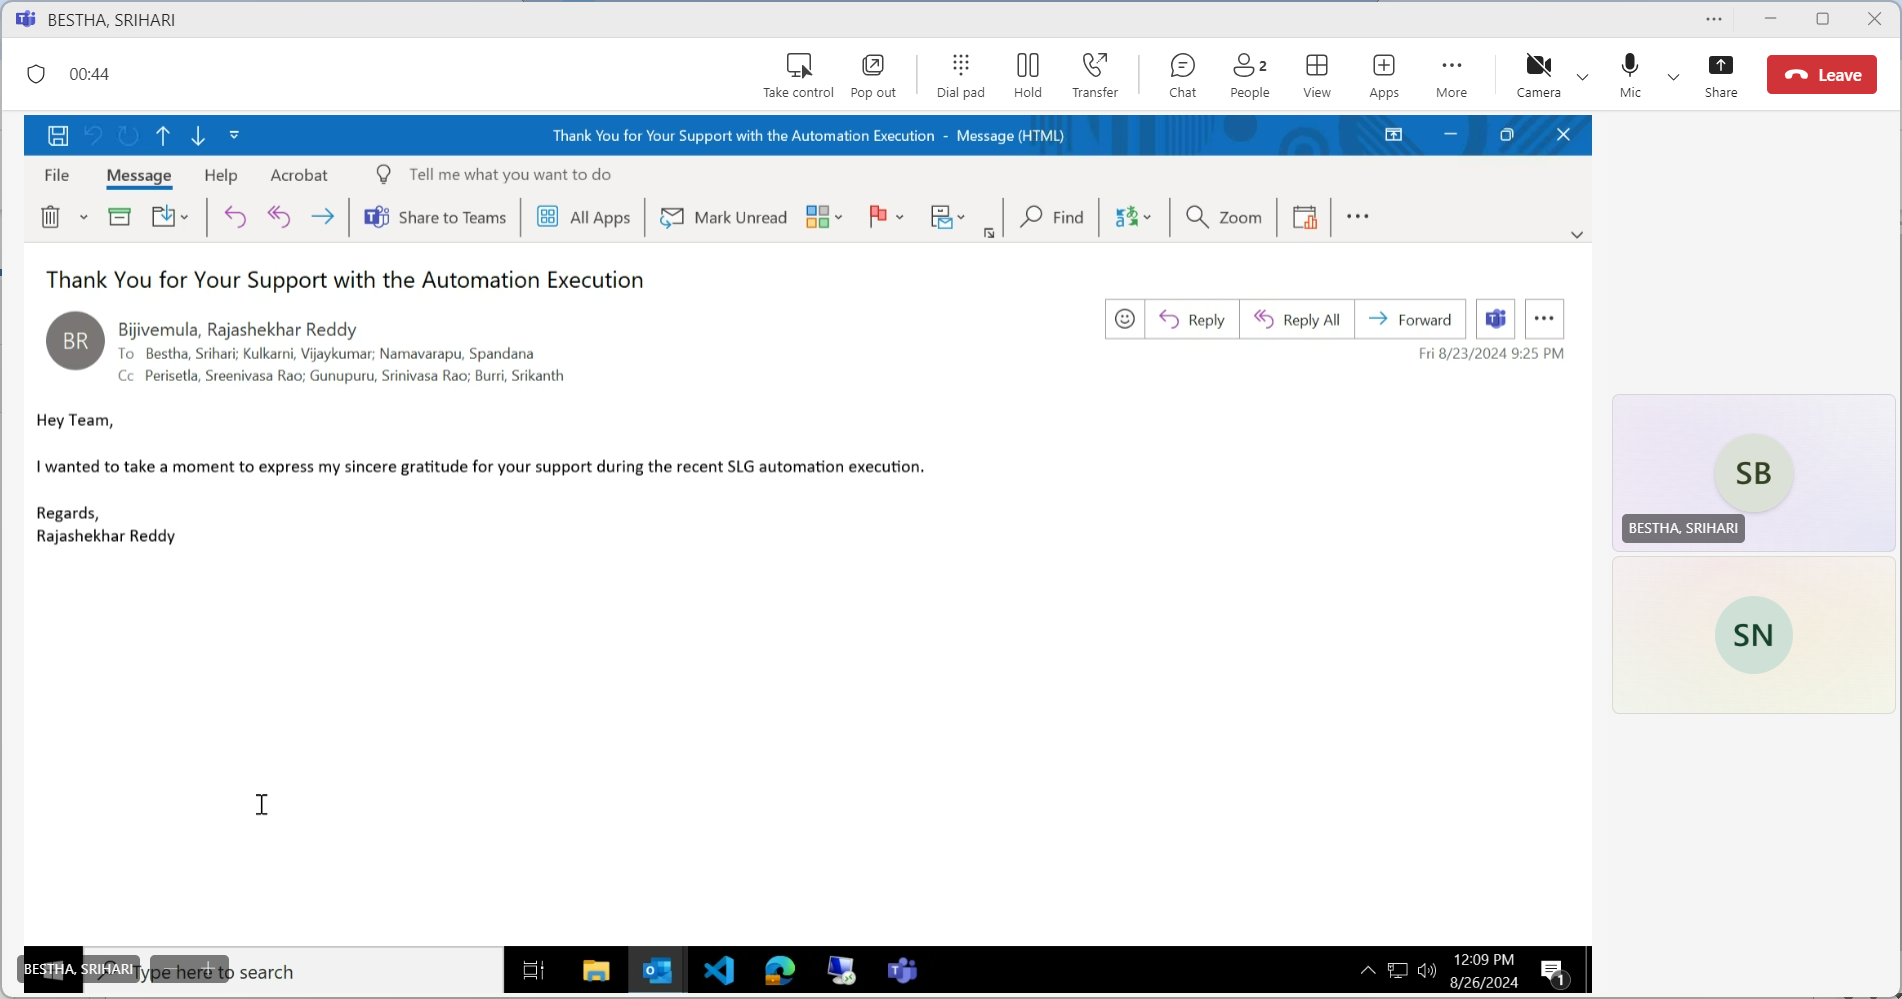 BESTHA, SRIHARI
00:44
Take control
Pop out
Dial pad
Hold
Transfer
Chat
2
People
View
Apps
More
Camera
Mic
Share
Leave
Thank You for Your Support with the Automation Execution - Message (HTML)
File Message Help Acrobat Tell me what you want to do
Share to Teams All Apps Mark Unread Find Zoom
Thank You for Your Support with the Automation Execution
BR
Bijivemula, Rajashekhar Reddy
To Bestha, Srihari; Kulkarni, Vijaykumar; Namavarapu, Spandana
Cc Perisetla, Sreenivasa Rao; Gunupuru, Srinivasa Rao; Burri, Srikanth
Reply Reply All Forward
Fri 8/23/2024 9:25 PM
Hey Team,
I wanted to take a moment to express my sincere gratitude for your support during the recent SLG automation execution.
Regards,
Rajashekhar Reddy
SB
BESTHA, SRIHARI
SN
BESTHA, SRIHARI
Type here to search
12:09 PM
8/26/2024
1